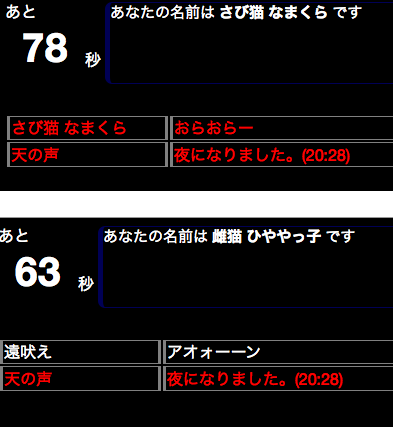 あと
あなたの名前は さび猫 なまくら です
78 秒
さび猫 なまくら おらおらー
天の声 夜になりました。(20:28)
あと
あなたの名前は 雌猫 ひややっ子 です
63 秒
遠吠え アオォーーン
天の声 夜になりました。(20:28)